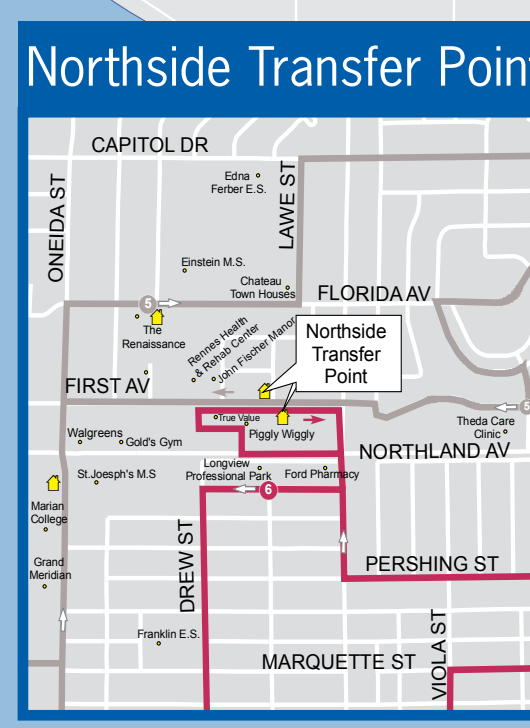 Northside Transfer Point
CAPITOL DR
Edna
Ferber E.S.
ONEIDA ST
LAWE ST
Einstein M.S.
Chateau
Town Houses
FLORIDA AV
5
The
Renaissance
Rennes Health
& Rehab Center
John Fischer Manor
Northside
Transfer
Point
FIRST AV
5
True Value
Piggly Wiggly
Theda Care
Clinic
Walgreens
Gold's Gym
NORTHLAND AV
St.Joesph's M.S
Longview
Professional Park
Ford Pharmacy
6
Marian
College
DREW ST
Grand
Meridian
PERSHING ST
Franklin E.S.
VIOLA ST
MARQUETTE ST